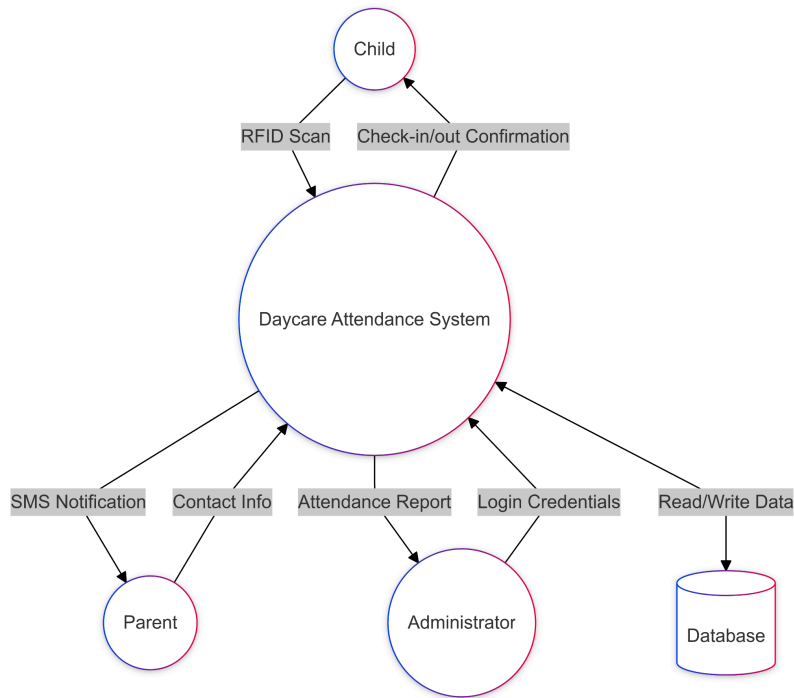 Child
RFID Scan
Check-in/out Confirmation
Daycare Attendance System
SMS Notification
Contact Info
Attendance Report
Login Credentials
Read/Write Data
Parent
Administrator
Database